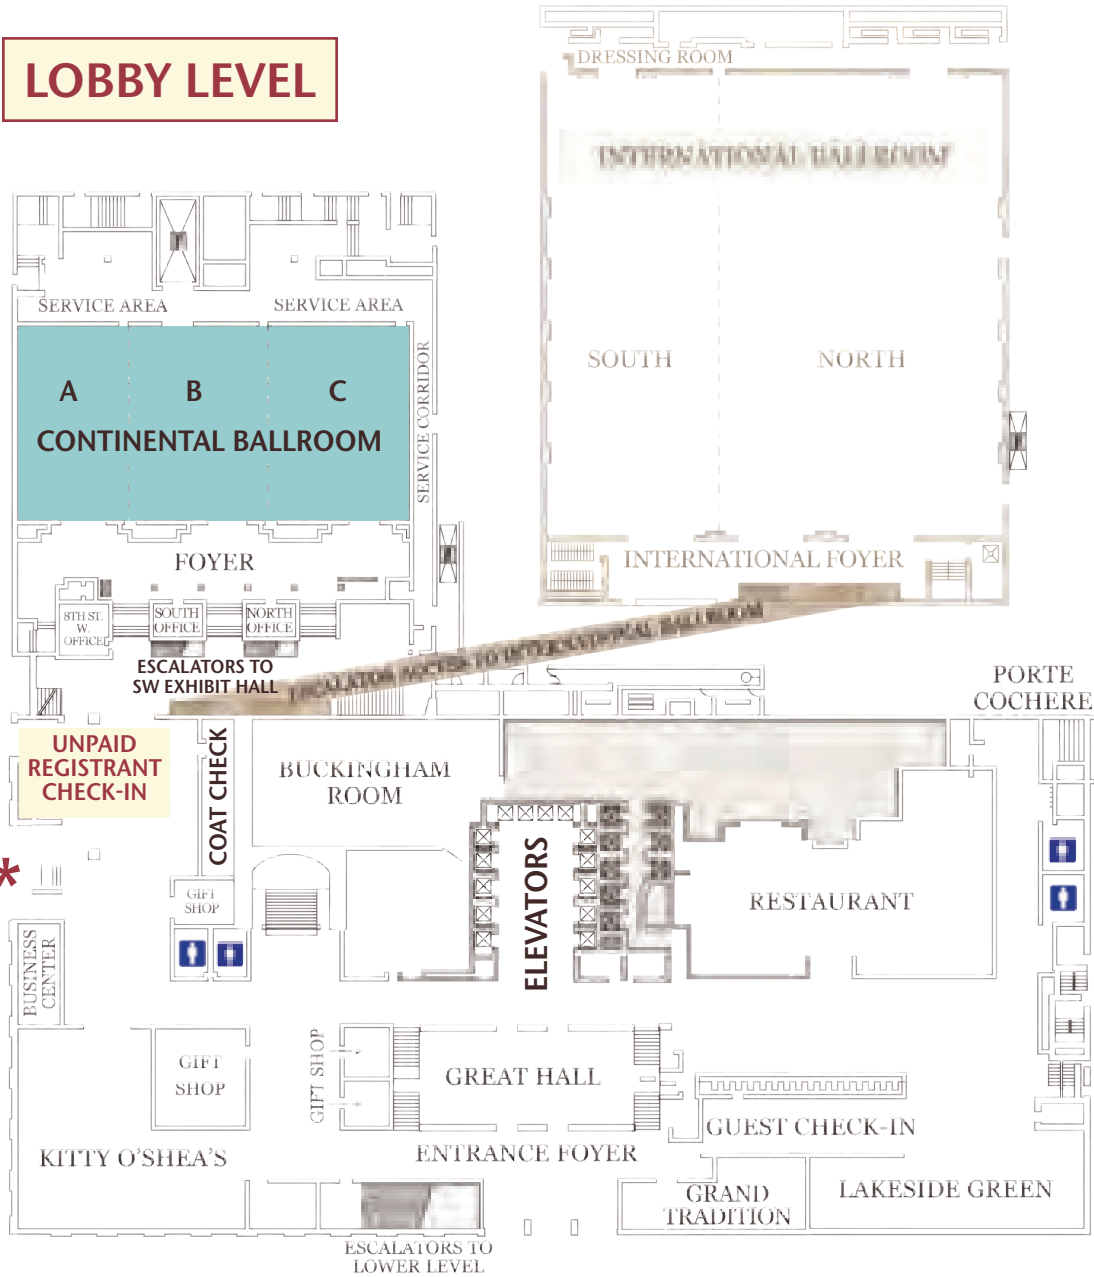 LOBBY LEVEL
DRESSING ROOM
INTERNATIONAL BALLROOM
SERVICE AREA
SERVICE AREA
SOUTH
NORTH
A
B
C
CONTINENTAL BALLROOM
SERVICE CORRIDOR
FOYER
INTERNATIONAL FOYER
8TH ST.
W.
OFFICE
SOUTH
OFFICE
NORTH
OFFICE
ESCALATOR ACCESS TO INTERNATIONAL BALLROOM
ESCALATORS TO
SW EXHIBIT HALL
PORTE
COCHERE
UNPAID
REGISTRANT
CHECK-IN
COAT CHECK
BUCKINGHAM
ROOM
ELEVATORS
*
GIFT
SHOP
RESTAURANT
BUSINESS
CENTER
GIFT
SHOP
GIFT SHOP
GREAT HALL
GUEST CHECK-IN
KITTY O'SHEA'S
ENTRANCE FOYER
GRAND
TRADITION
LAKESIDE GREEN
ESCALATORS TO
LOWER LEVEL